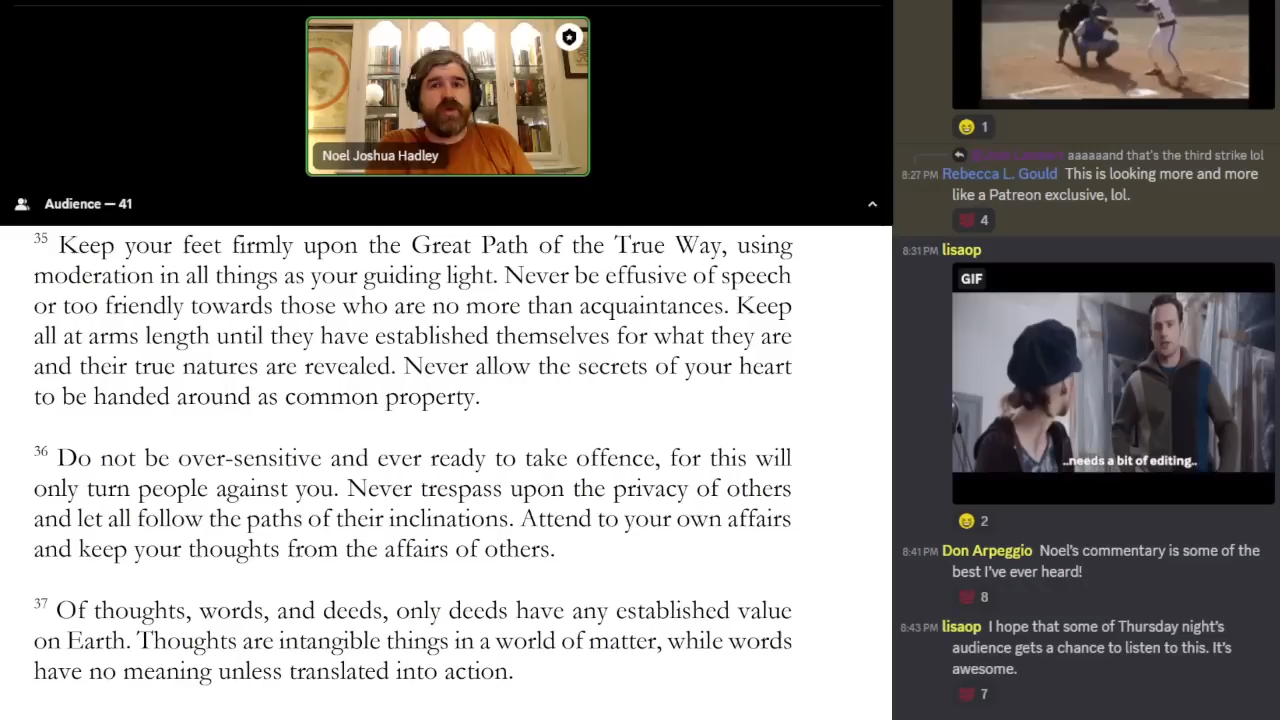 Noel Joshua Hadley
Audience — 41
35 Keep your feet firmly upon the Great Path of the True Way, using
moderation in all things as your guiding light. Never be effusive of speech
or too friendly towards those who are no more than acquaintances. Keep
all at arms length until they have established themselves for what they are
and their true natures are revealed. Never allow the secrets of your heart
to be handed around as common property.
36 Do not be over-sensitive and ever ready to take offence, for this will
only turn people against you. Never trespass upon the privacy of others
and let all follow the paths of their inclinations. Attend to your own affairs
and keep your thoughts from the affairs of others.
37 Of thoughts, words, and deeds, only deeds have any established value
on Earth. Thoughts are intangible things in a world of matter, while words
have no meaning unless translated into action.
1
aaaaand that's the third strike lol
8:27 PM Rebecca L. Gould This is looking more and more
like a Patreon exclusive, lol.
4
8:31 PM lisaop
GIF
..needs a bit of editing..
2
8:41 PM Don Arpeggio Noel's commentary is some of the
best I've ever heard!
8
8:43 PM lisaop I hope that some of Thursday night's
audience gets a chance to listen to this. It's
awesome.
7